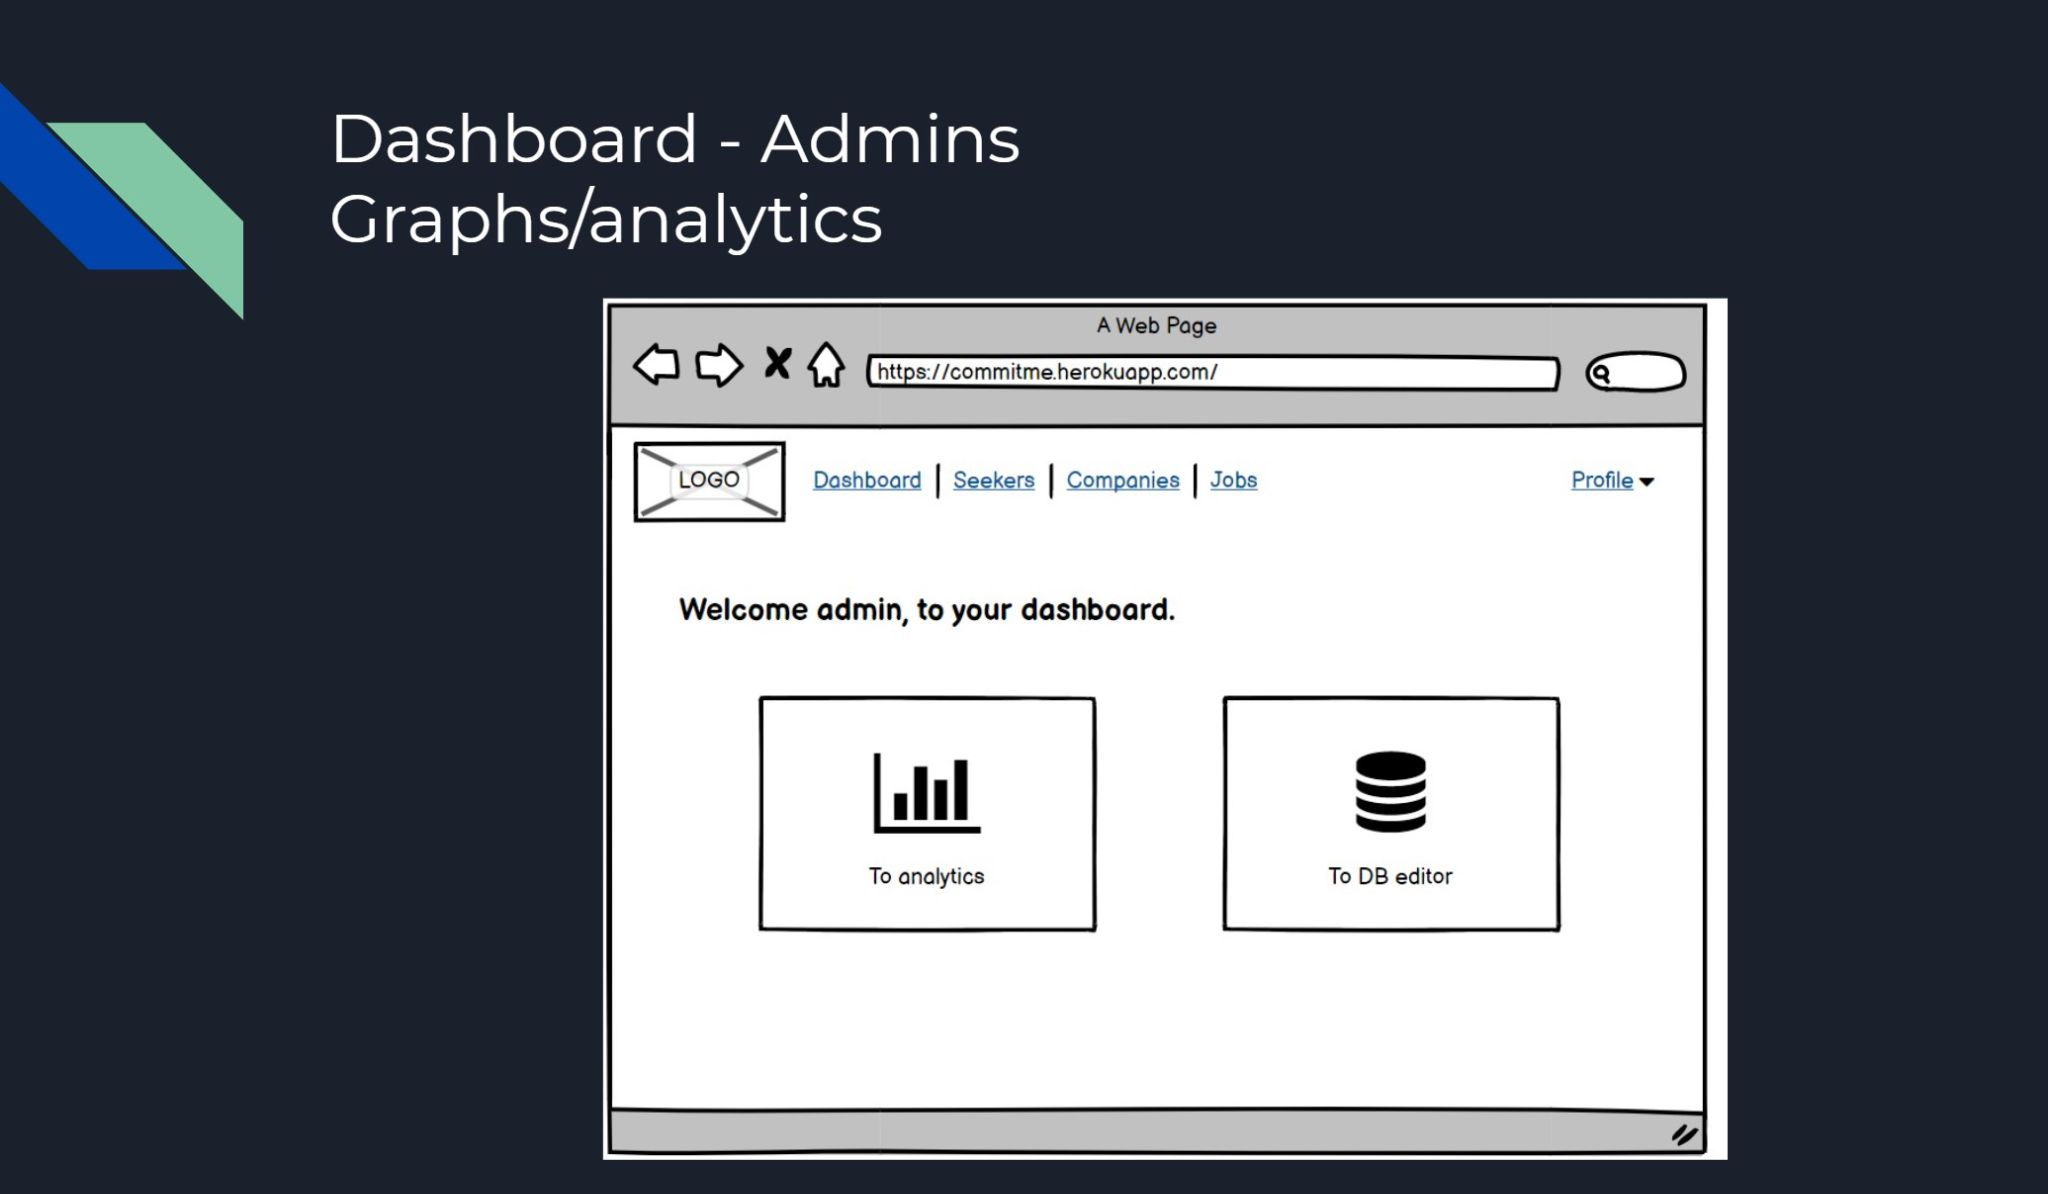 Dashboard - Admins
Graphs/analytics
A Web Page
https://commitme.herokuapp.com/
LOGO Dashboard Seekers Companies Jobs Profile
Welcome admin, to your dashboard.
To analytics To DB editor